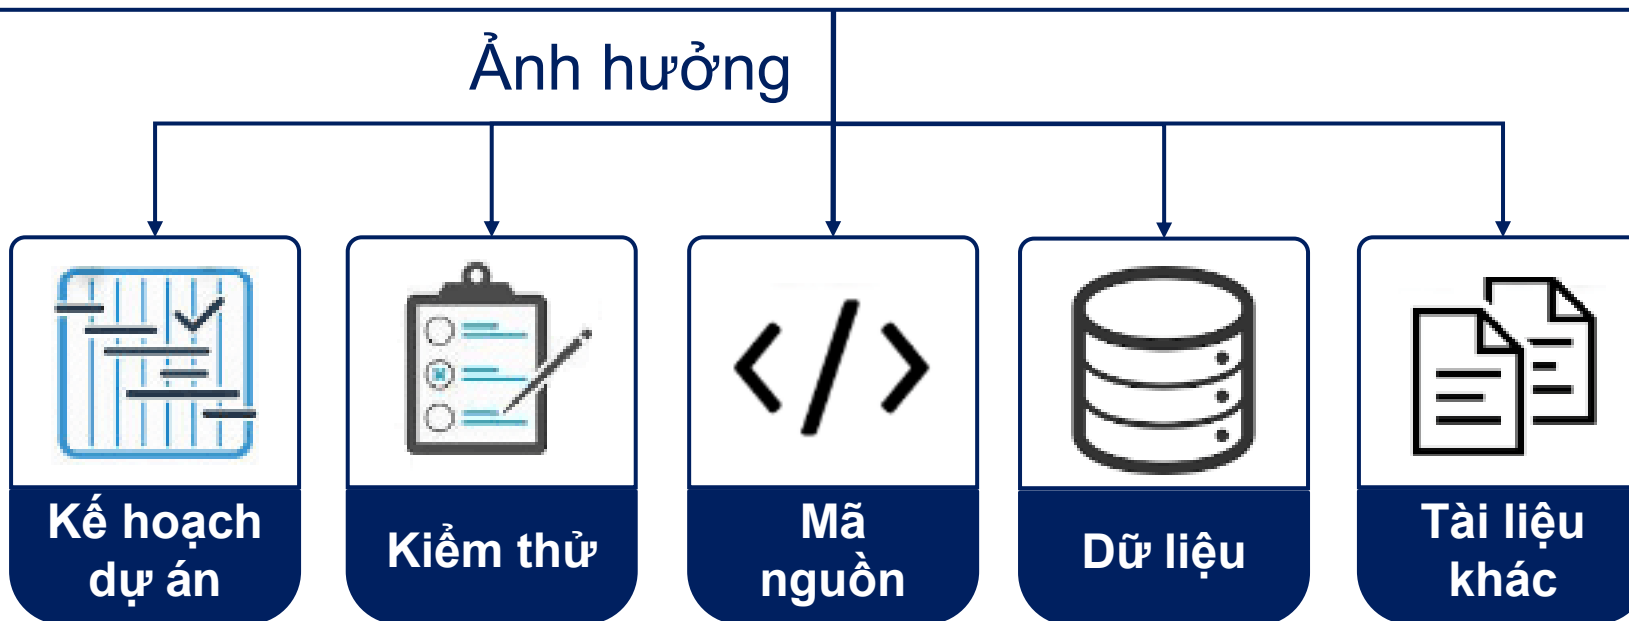 Ảnh hưởng
Kế hoạch
dự án
Kiểm thử
Mã
nguồn
Dữ liệu
Tài liệu
khác